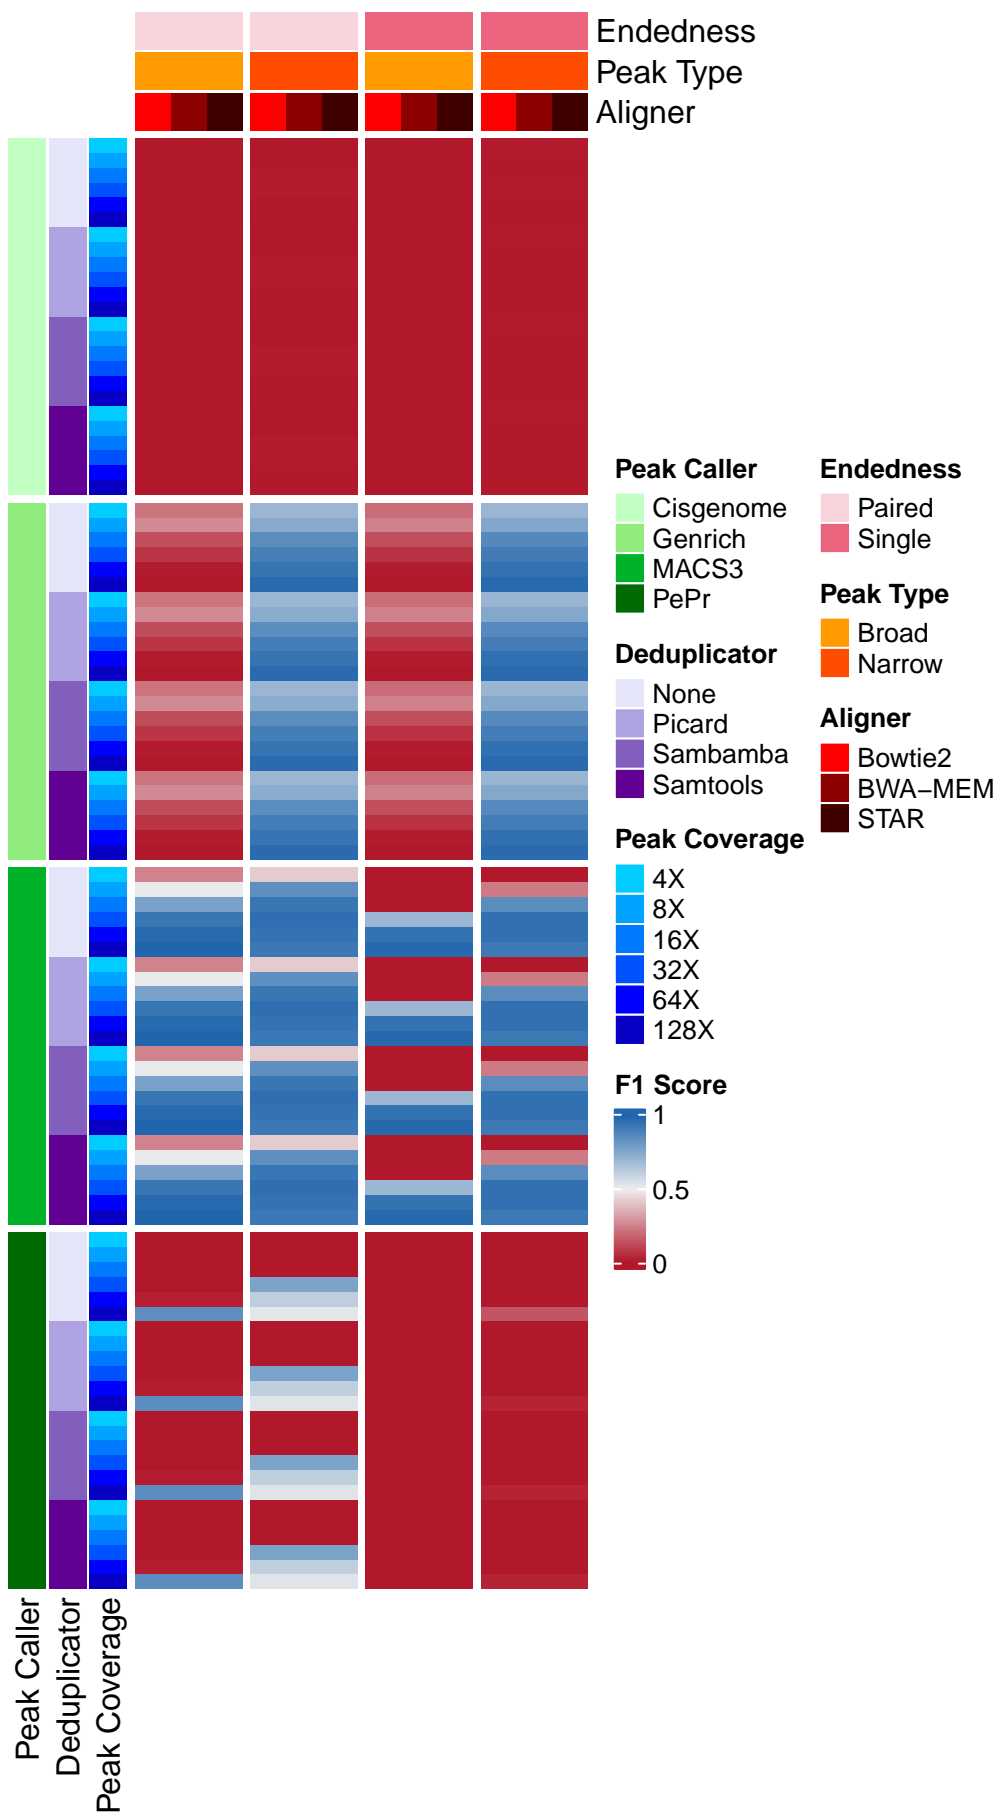 Endedness
Peak Type
Aligner
Peak Caller
Cisgenome
Genrich
MACS3
PePr
Deduplicator
None
Picard
Sambamba
Samtools
Peak Coverage
4X
8X
16X
32X
64X
128X
F1 Score
1
0.5
0
Endedness
Paired
Single
Peak Type
Broad
Narrow
Aligner
Bowtie2
BWA−MEM
STAR
Peak Caller
Deduplicator
Peak Coverage